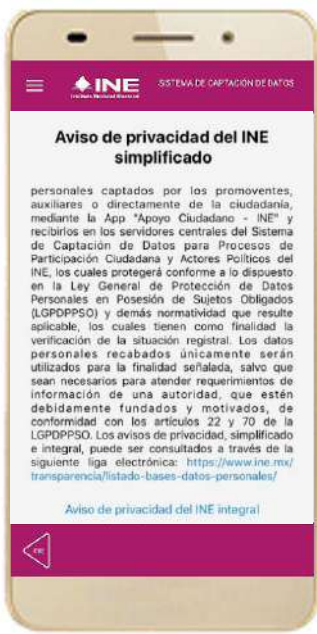 INE
Instituto Nacional Electoral
SISTEMA DE CAPTACIÓN DE DATOS
Aviso de privacidad del INE
simplificado
personales captados por los promoventes,
auxiliares o directamente de la ciudadanía,
mediante la App "Apoyo Ciudadano - INE" y
recibirlos en los servidores centrales del Sistema
de Captación de Datos para Procesos de
Participación Ciudadana y Actores Políticos del
INE, los cuales protegerá conforme a lo dispuesto
en la Ley General de Protección de Datos
Personales en Posesión de Sujetos Obligados
(LGPDPPSO) y demás normatividad que resulte
aplicable, los cuales tienen como finalidad la
verificación de la situación registral. Los datos
personales recabados únicamente serán
utilizados para la finalidad señalada, salvo que
sean necesarios para atender requerimientos de
información de una autoridad, que estén
debidamente fundados y motivados, de
conformidad con los artículos 22 y 70 de la
LGPDPPSO. Los avisos de privacidad, simplificado
e integral, puede ser consultados a través de la
siguiente liga electrónica: https://www.ine.mx/
transparencia/listado-bases-datos-personales/
Aviso de privacidad del INE integral